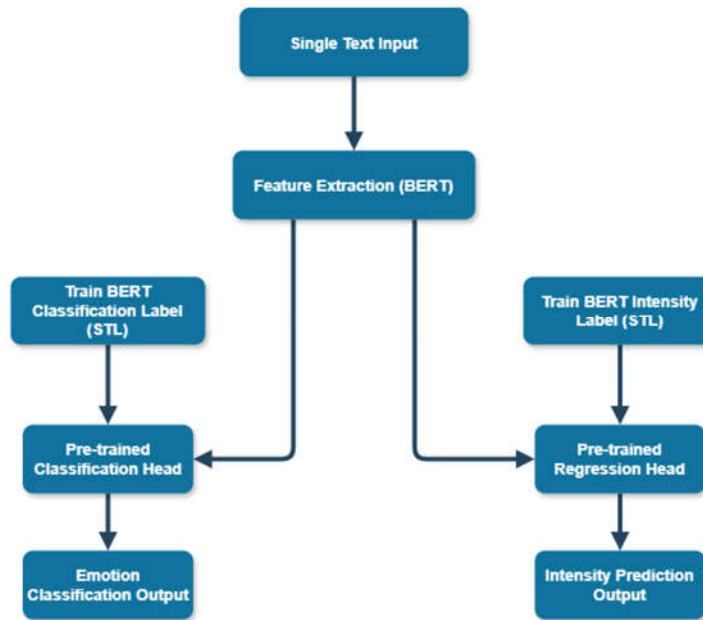 Single Text Input
Feature Extraction (BERT)
Train BERT
Classification Label
(STL)
Train BERT Intensity
Label (STL)
Pre-trained
Classification Head
Pre-trained
Regression Head
Emotion
Classification Output
Intensity Prediction
Output